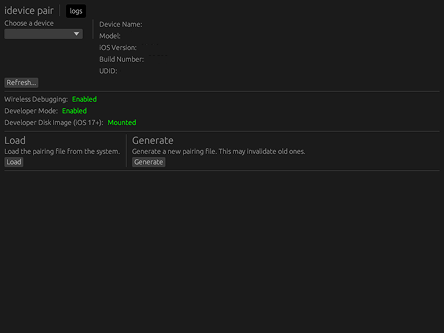 idevice pair logs
Choose a device
Device Name:
Model:
iOS Version:
Build Number:
UDID:
Refresh...
Wireless Debugging: Enabled
Developer Mode: Enabled
Developer Disk Image (iOS 17+): Mounted
Load
Load the pairing file from the system.
Load
Generate
Generate a new pairing file. This may invalidate old ones.
Generate